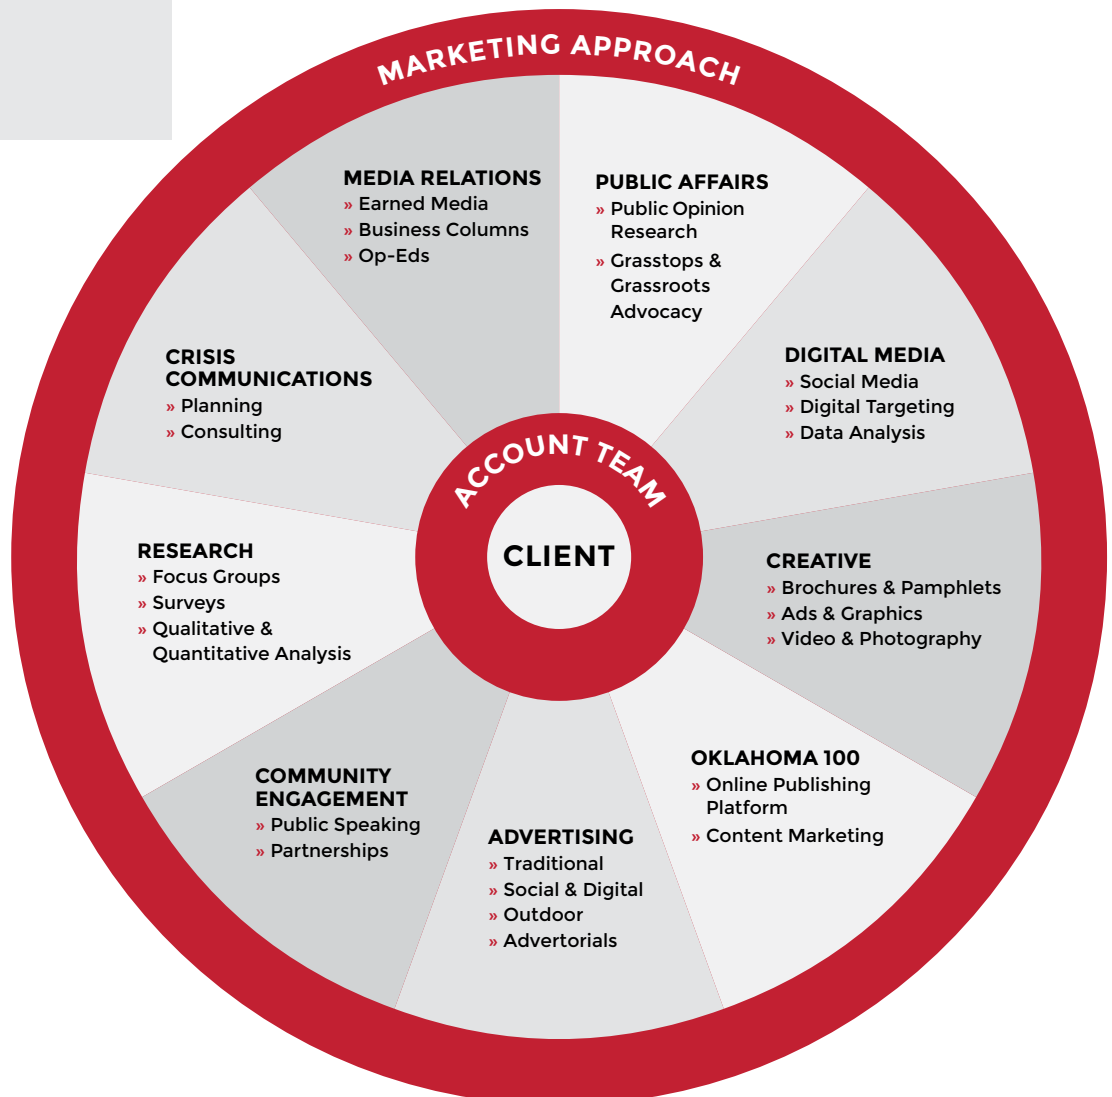 MARKETING APPROACH
MEDIA RELATIONS
» Earned Media
» Business Columns
» Op-Eds
PUBLIC AFFAIRS
» Public Opinion
Research
» Grasstops &
Grassroots
Advocacy
DIGITAL MEDIA
» Social Media
» Digital Targeting
» Data Analysis
CREATIVE
» Brochures & Pamphlets
» Ads & Graphics
» Video & Photography
OKLAHOMA 100
» Online Publishing
Platform
» Content Marketing
ADVERTISING
» Traditional
» Social & Digital
» Outdoor
» Advertorials
COMMUNITY
ENGAGEMENT
» Public Speaking
» Partnerships
RESEARCH
» Focus Groups
» Surveys
» Qualitative &
Quantitative Analysis
CRISIS
COMMUNICATIONS
» Planning
» Consulting
ACCOUNT TEAM
CLIENT